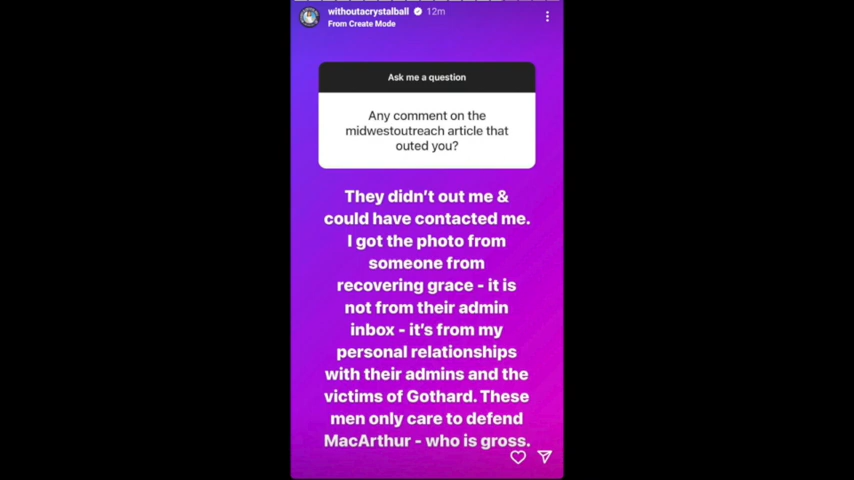 withoutacrystalball 12m
From Create Mode
Ask me a question
Any comment on the
midwestoutreach article that
outed you?
They didn't out me &
could have contacted me.
I got the photo from
someone from
recovering grace - it is
not from their admin
inbox - it's from my
personal relationships
with their admins and the
victims of Gothard. These
men only care to defend
MacArthur - who is gross.